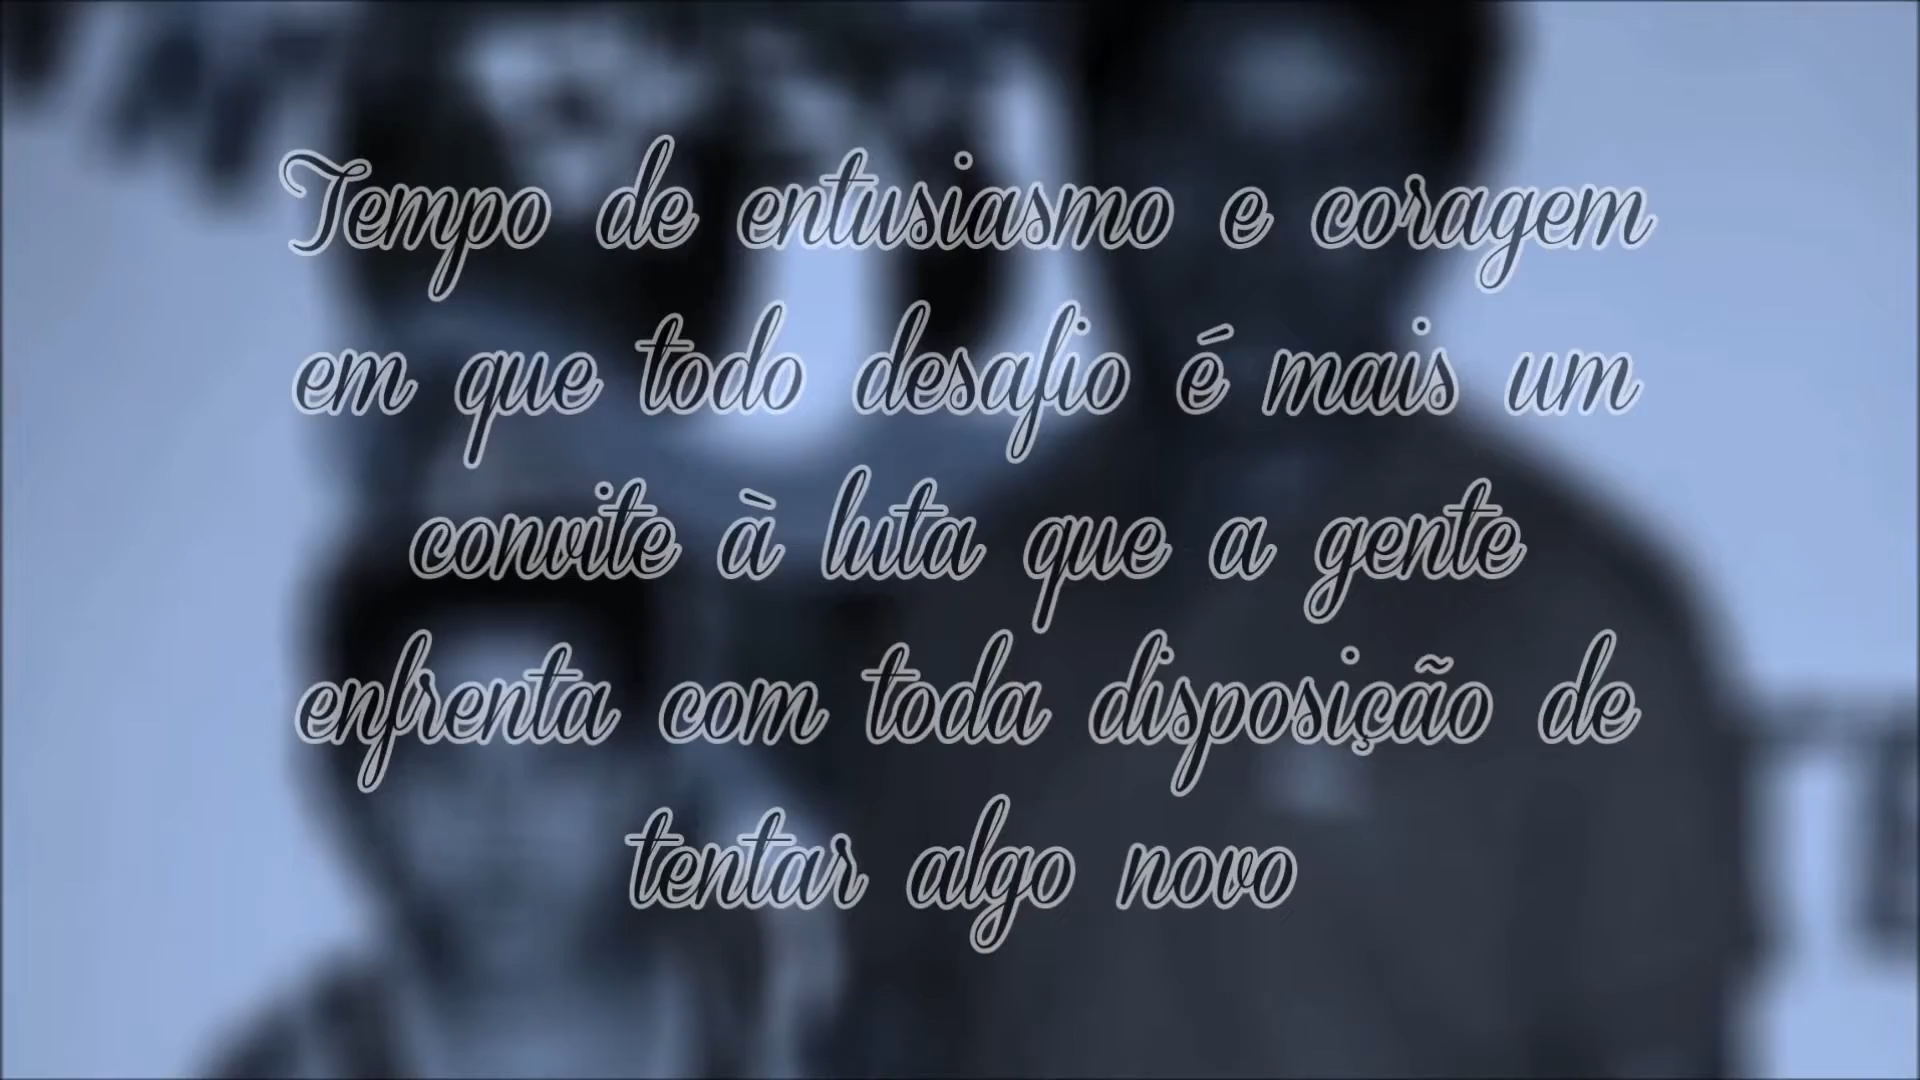 Tempo de entusiasmo e coragem
em que todo desafio é mais um
convite à luta que a gente
enfrenta com toda disposição de
tentar algo novo